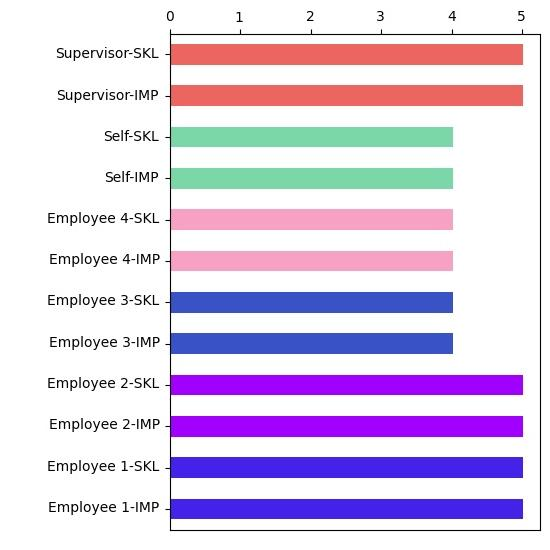 0 1 2 3 4 5
Supervisor-SKL
Supervisor-IMP
Self-SKL
Self-IMP
Employee 4-SKL
Employee 4-IMP
Employee 3-SKL
Employee 3-IMP
Employee 2-SKL
Employee 2-IMP
Employee 1-SKL
Employee 1-IMP